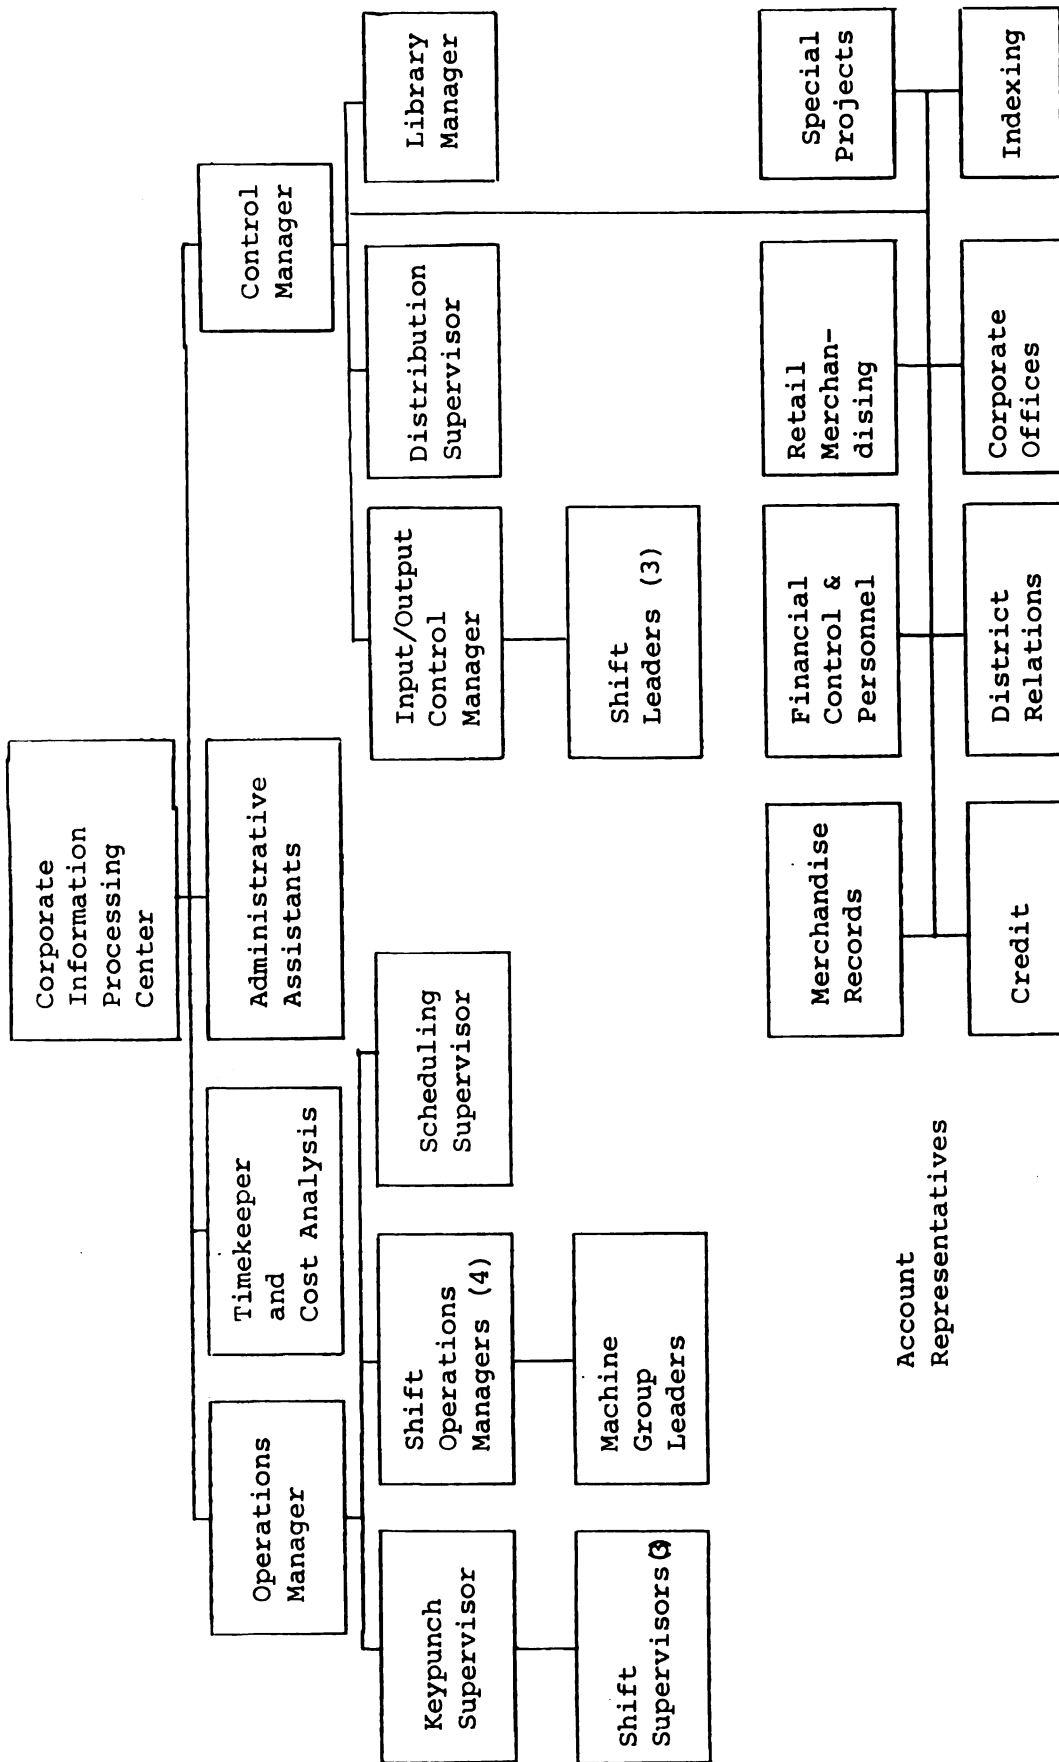 Corporate
Information
Processing
Center
Operations
Manager
Timekeeper
and
Cost Analysis
Administrative
Assistants
Control
Manager
Keypunch
Supervisor
Shift
Operations
Managers (4)
Scheduling
Supervisor
Input/Output
Control
Manager
Distribution
Supervisor
Library
Manager
Shift
Supervisors(3)
Machine
Group
Leaders
Shift
Leaders (3)
Account
Representatives
Merchandise
Records
Financial
Control &
Personnel
Retail
Merchan-
dising
Special
Projects
Credit
District
Relations
Corporate
Offices
Indexing